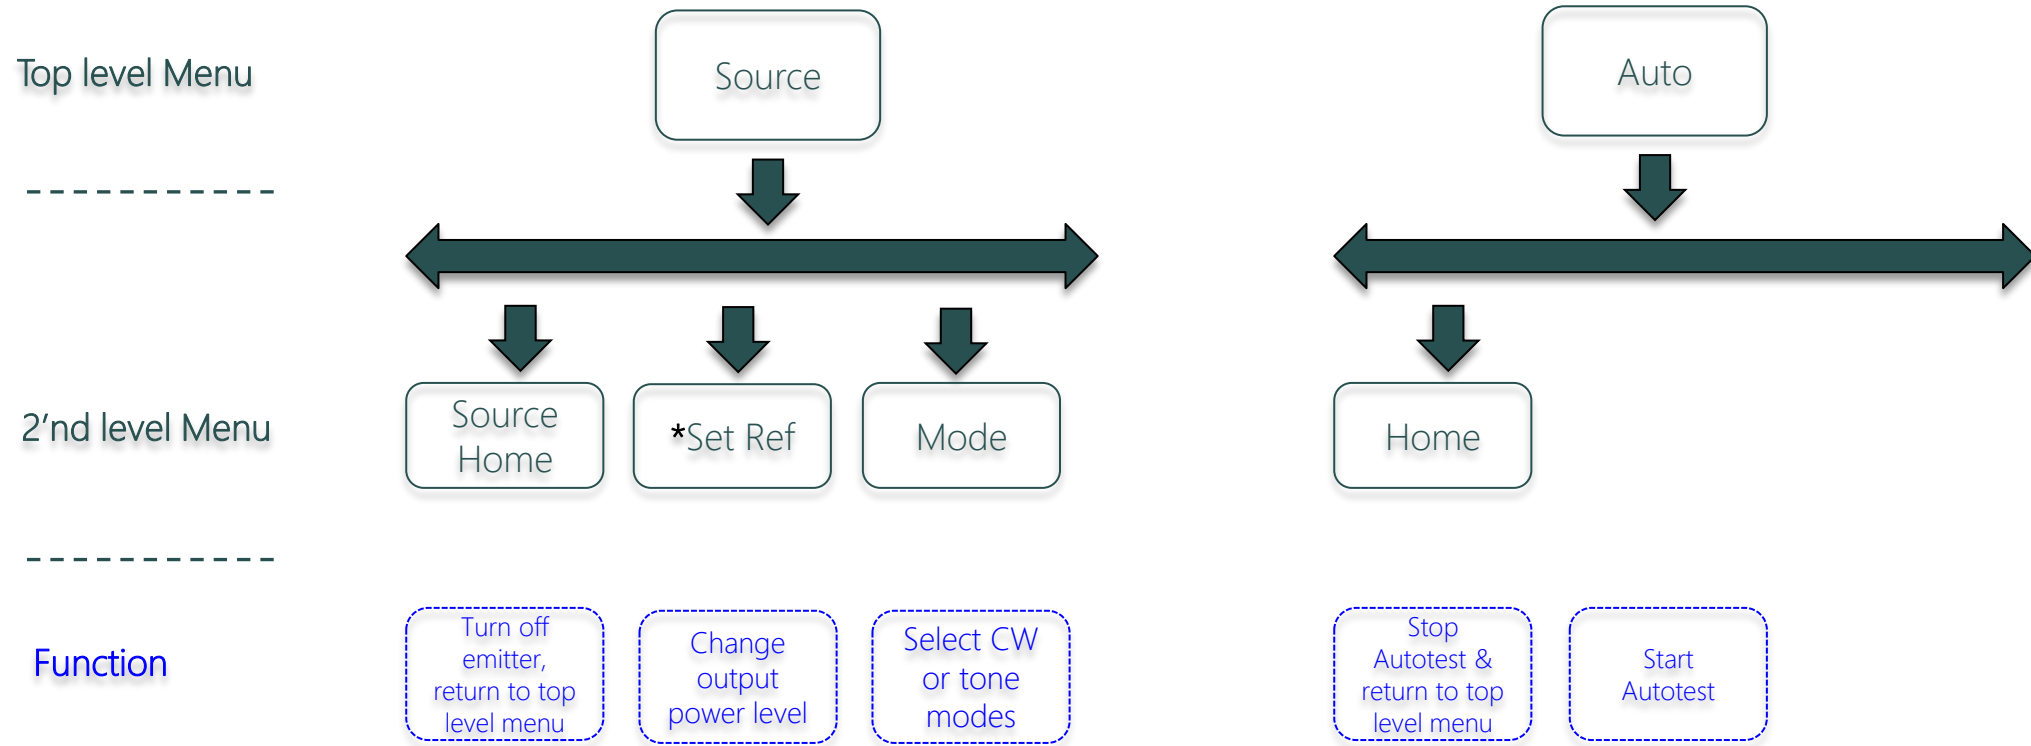 Top level Menu
Source
Auto
2’nd level Menu
Source
Home
*Set Ref
Mode
Home
Function
Turn off
emitter,
return to top
level menu
Change
output
power level
Select CW
or tone
modes
Stop
Autotest &
return to top
level menu
Start
Autotest